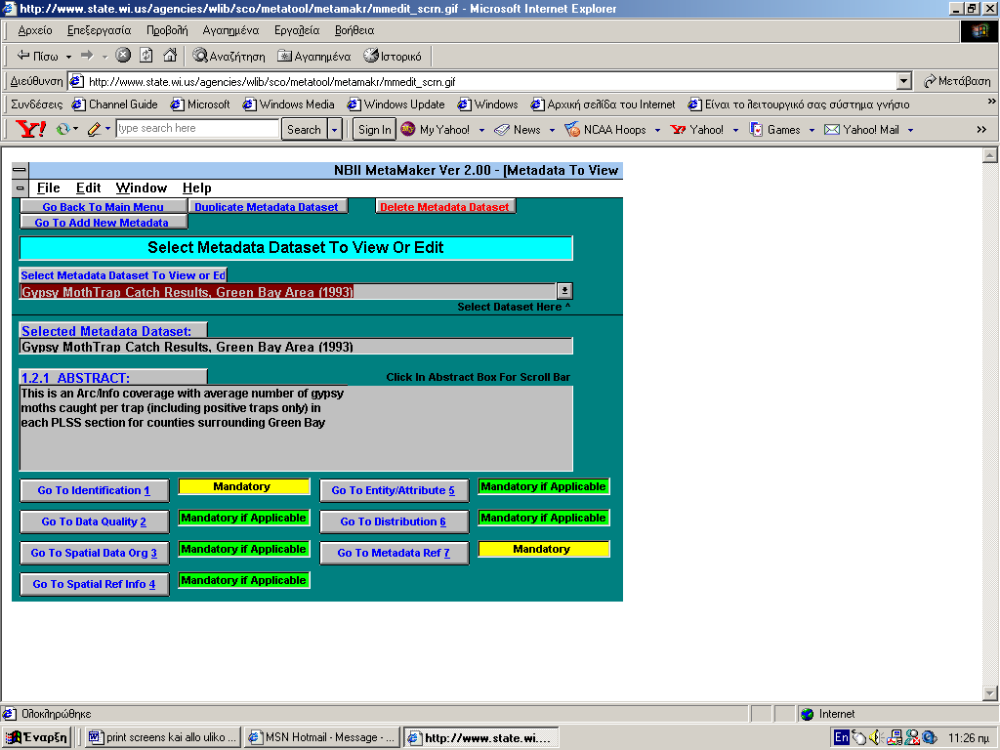 http://www.state.wi.us/agencies/wlib/sco/metatool/metamakr/mmedit_scrn.gif - Microsoft Internet Explorer
Αρχείο Επεξεργασία Προβολή Αγαπημένα Εργαλεία Βοήθεια
Πίσω Αναζήτηση Αγαπημένα Ιστορικό
Διεύθυνση http://www.state.wi.us/agencies/wlib/sco/metatool/metamakr/mmedit_scrn.gif Μετάβαση
Συνδέσεις Channel Guide Microsoft Windows Media Windows Update Windows Αρχική σελίδα του Internet Είναι το λειτουργικό σας σύστημα γνήσιο »
Y! type search here Search Sign In My Yahoo! News NCAA Hoops Yahoo! Games Yahoo! Mail »
NBII MetaMaker Ver 2.00 - [Metadata To View
File Edit Window Help
Go Back To Main Menu Duplicate Metadata Dataset Delete Metadata Dataset
Go To Add New Metadata
Select Metadata Dataset To View Or Edit
Select Metadata Dataset To View or Ed
Gypsy MothTrap Catch Results, Green Bay Area (1993)
Select Dataset Here ^
Selected Metadata Dataset:
Gypsy MothTrap Catch Results, Green Bay Area (1993)
1.2.1 ABSTRACT: Click In Abstract Box For Scroll Bar
This is an Arc/Info coverage with average number of gypsy
moths caught per trap (including positive traps only) in
each PLSS section for counties surrounding Green Bay
Go To Identification 1 Mandatory Go To Entity/Attribute 5 Mandatory if Applicable
Go To Data Quality 2 Mandatory if Applicable Go To Distribution 6 Mandatory if Applicable
Go To Spatial Data Org 3 Mandatory if Applicable Go To Metadata Ref 7 Mandatory
Go To Spatial Ref Info 4 Mandatory if Applicable
Ολοκληρώθηκε Internet
Έναρξη print screens kai allo uliko ... MSN Hotmail - Message - ... http://www.state.wi.... En 11:26 πμ